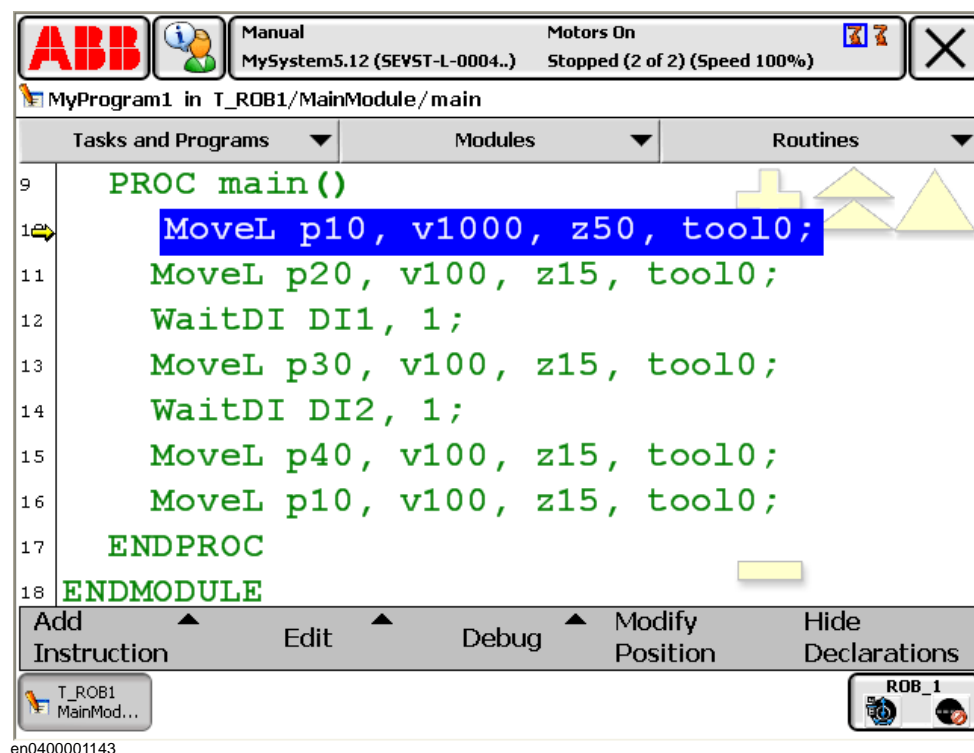 ABB
Manual Motors On
MySystem5.12 (SEVST-L-0004..) Stopped (2 of 2) (Speed 100%)
MyProgram1 in T_ROB1/MainModule/main
Tasks and Programs Modules Routines
9 PROC main()
10 MoveL p10, v1000, z50, tool0;
11 MoveL p20, v100, z15, tool0;
12 WaitDI DI1, 1;
13 MoveL p30, v100, z15, tool0;
14 WaitDI DI2, 1;
15 MoveL p40, v100, z15, tool0;
16 MoveL p10, v100, z15, tool0;
17 ENDPROC
18 ENDMODULE
Add Instruction Edit Debug Modify Position Hide Declarations
T_ROB1
MainMod...
ROB_1
en0400001143